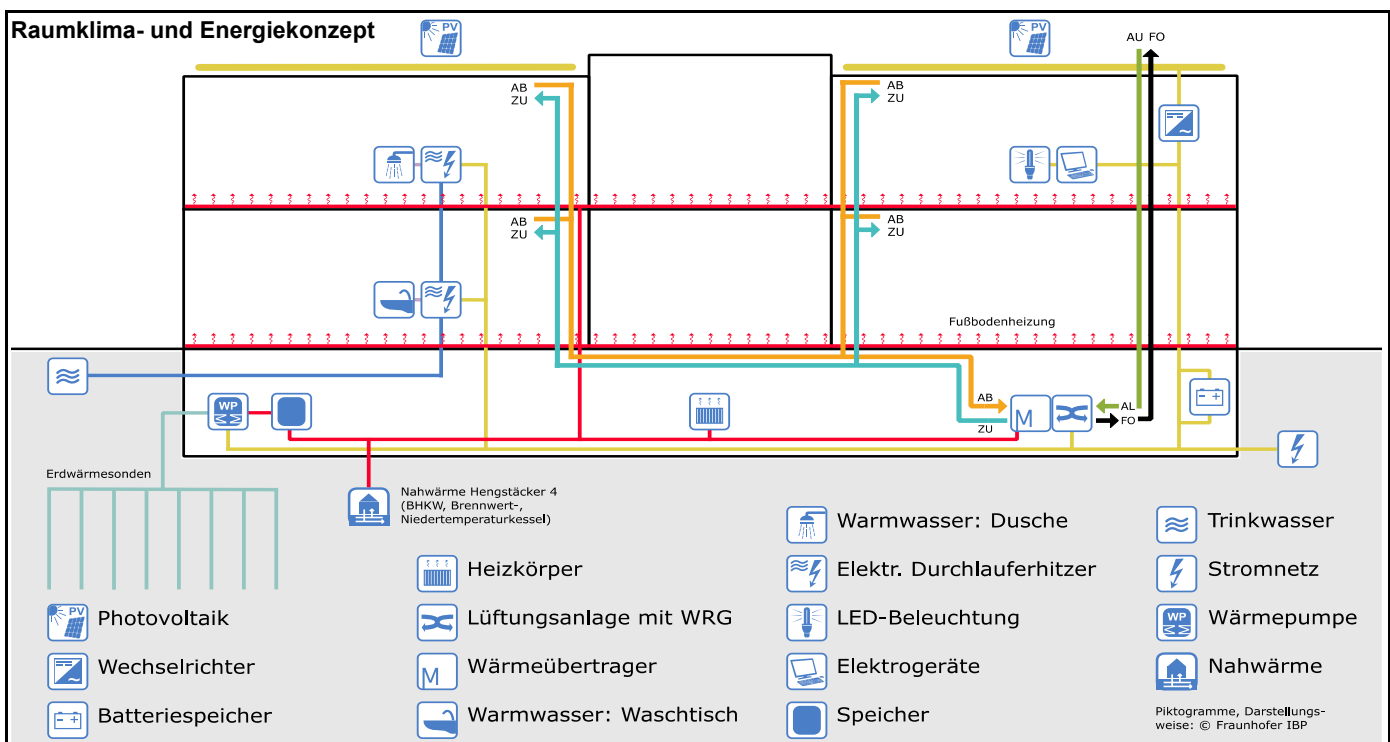 Raumklima- und Energiekonzept
PV
PV
AU FO
AB
ZU
AB
ZU
AB
ZU
AB
ZU
Fußbodenheizung
WP
AB
ZU
M
AL
FO
Erdwärmesonden
Nahwärme Hengstäcker 4
(BHKW, Brennwert-,
Niedertemperaturkessel)
PV
Photovoltaik
Wechselrichter
Batteriespeicher
Heizkörper
Lüftungsanlage mit WRG
M
Wärmeübertrager
Warmwasser: Waschtisch
Warmwasser: Dusche
Elektr. Durchlauferhitzer
LED-Beleuchtung
Elektrogeräte
Speicher
Trinkwasser
Stromnetz
WP
Wärmepumpe
Nahwärme
Piktogramme, Darstellungs-
weise: © Fraunhofer IBP